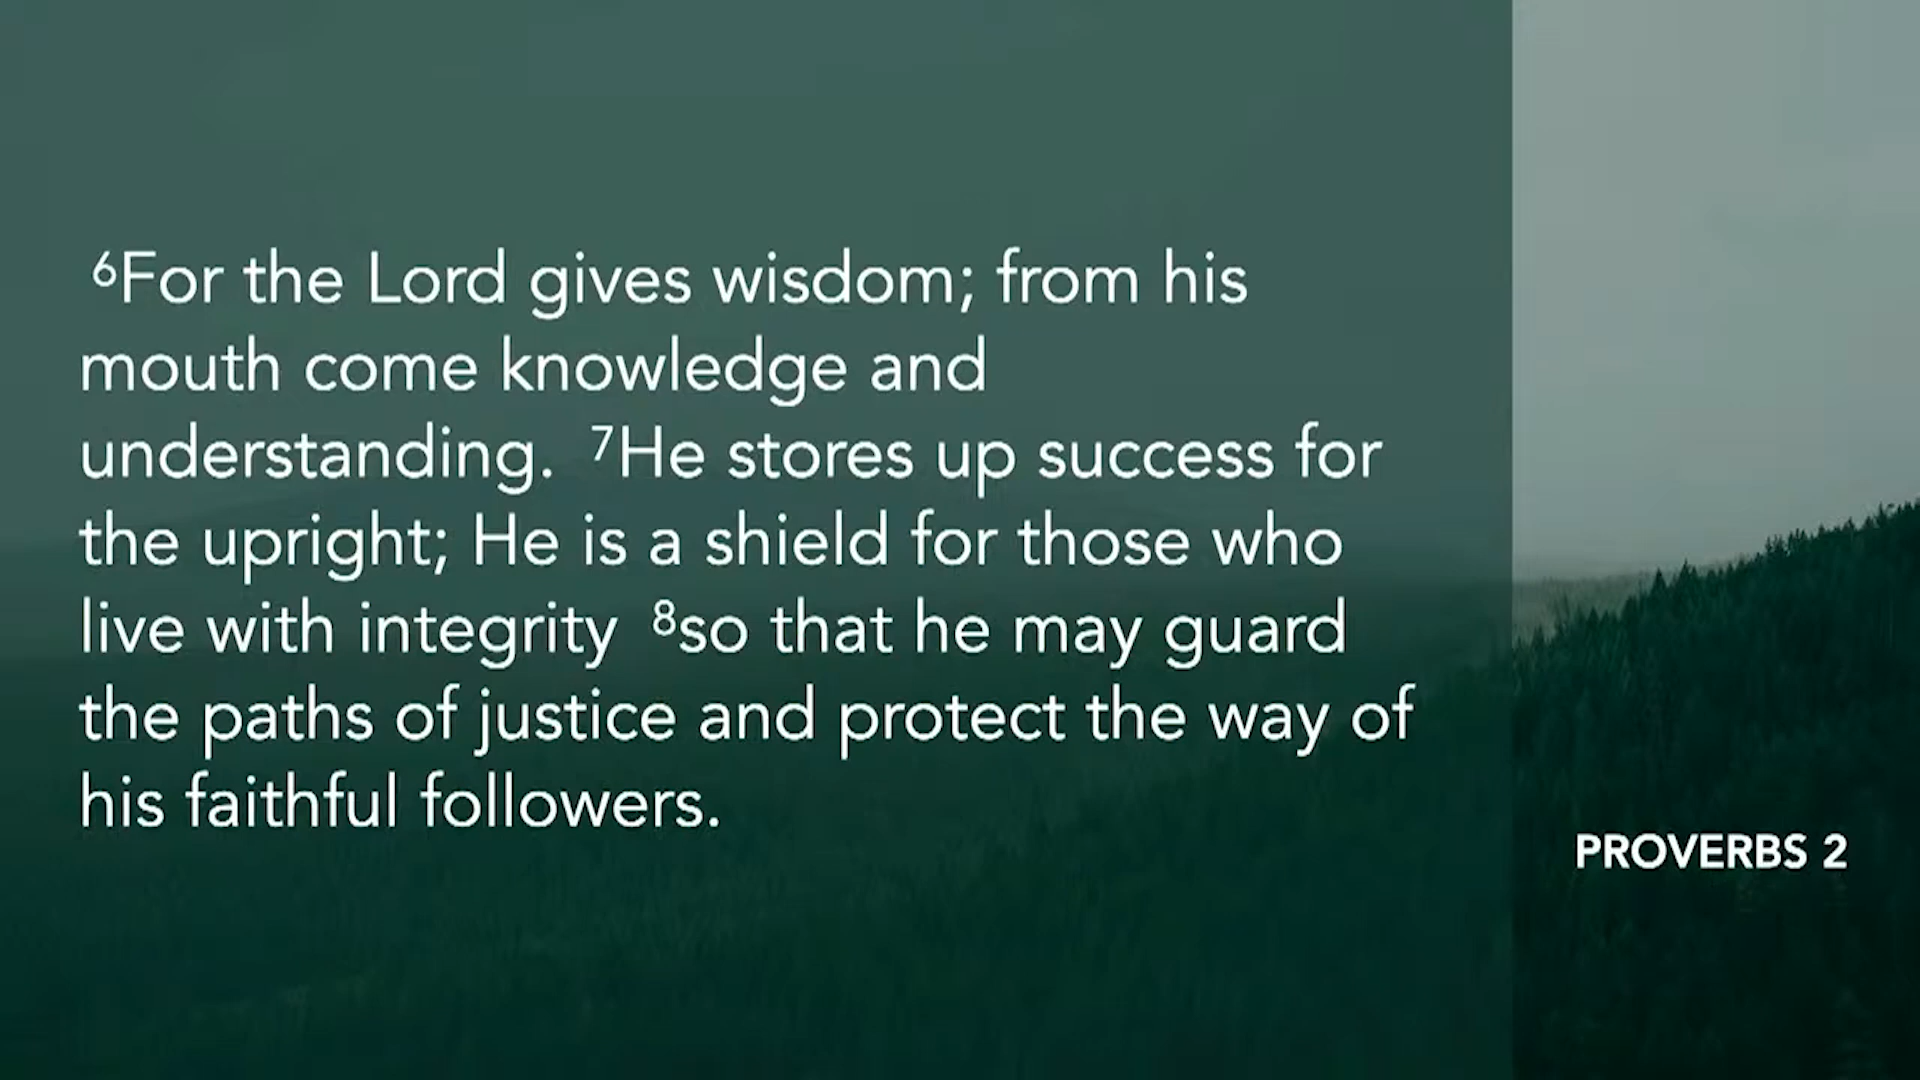 ⁶For the Lord gives wisdom; from his
mouth come knowledge and
understanding. ⁷He stores up success for
the upright; He is a shield for those who
live with integrity ⁸so that he may guard
the paths of justice and protect the way of
his faithful followers.
PROVERBS 2